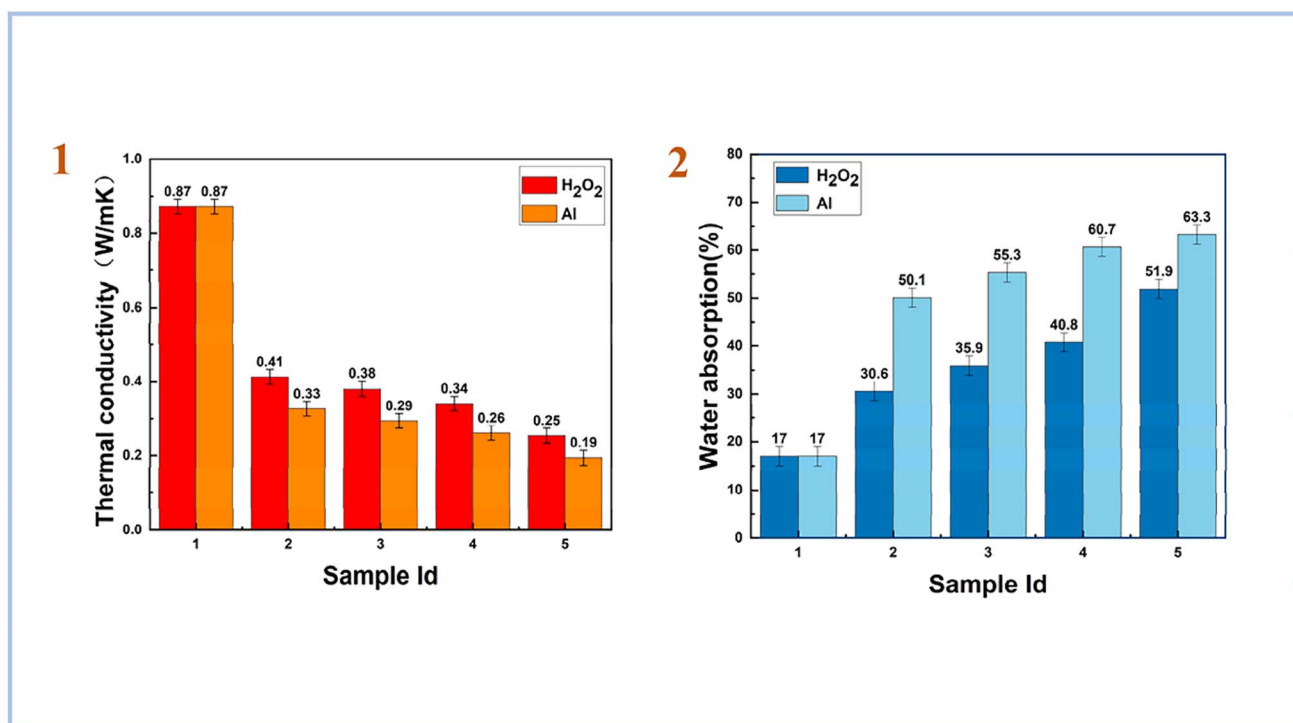 1
Thermal conductivity (W/mK)
1.0
0.8
0.6
0.4
0.2
0.0
H₂O₂
Al
0.87 0.87
0.41 0.33
0.38 0.29
0.34 0.26
0.25 0.19
1 2 3 4 5
Sample Id
2
Water absorption(%)
80
70
60
50
40
30
20
10
0
H₂O₂
Al
17 17
30.6 50.1
35.9 55.3
40.8 60.7
51.9 63.3
1 2 3 4 5
Sample Id